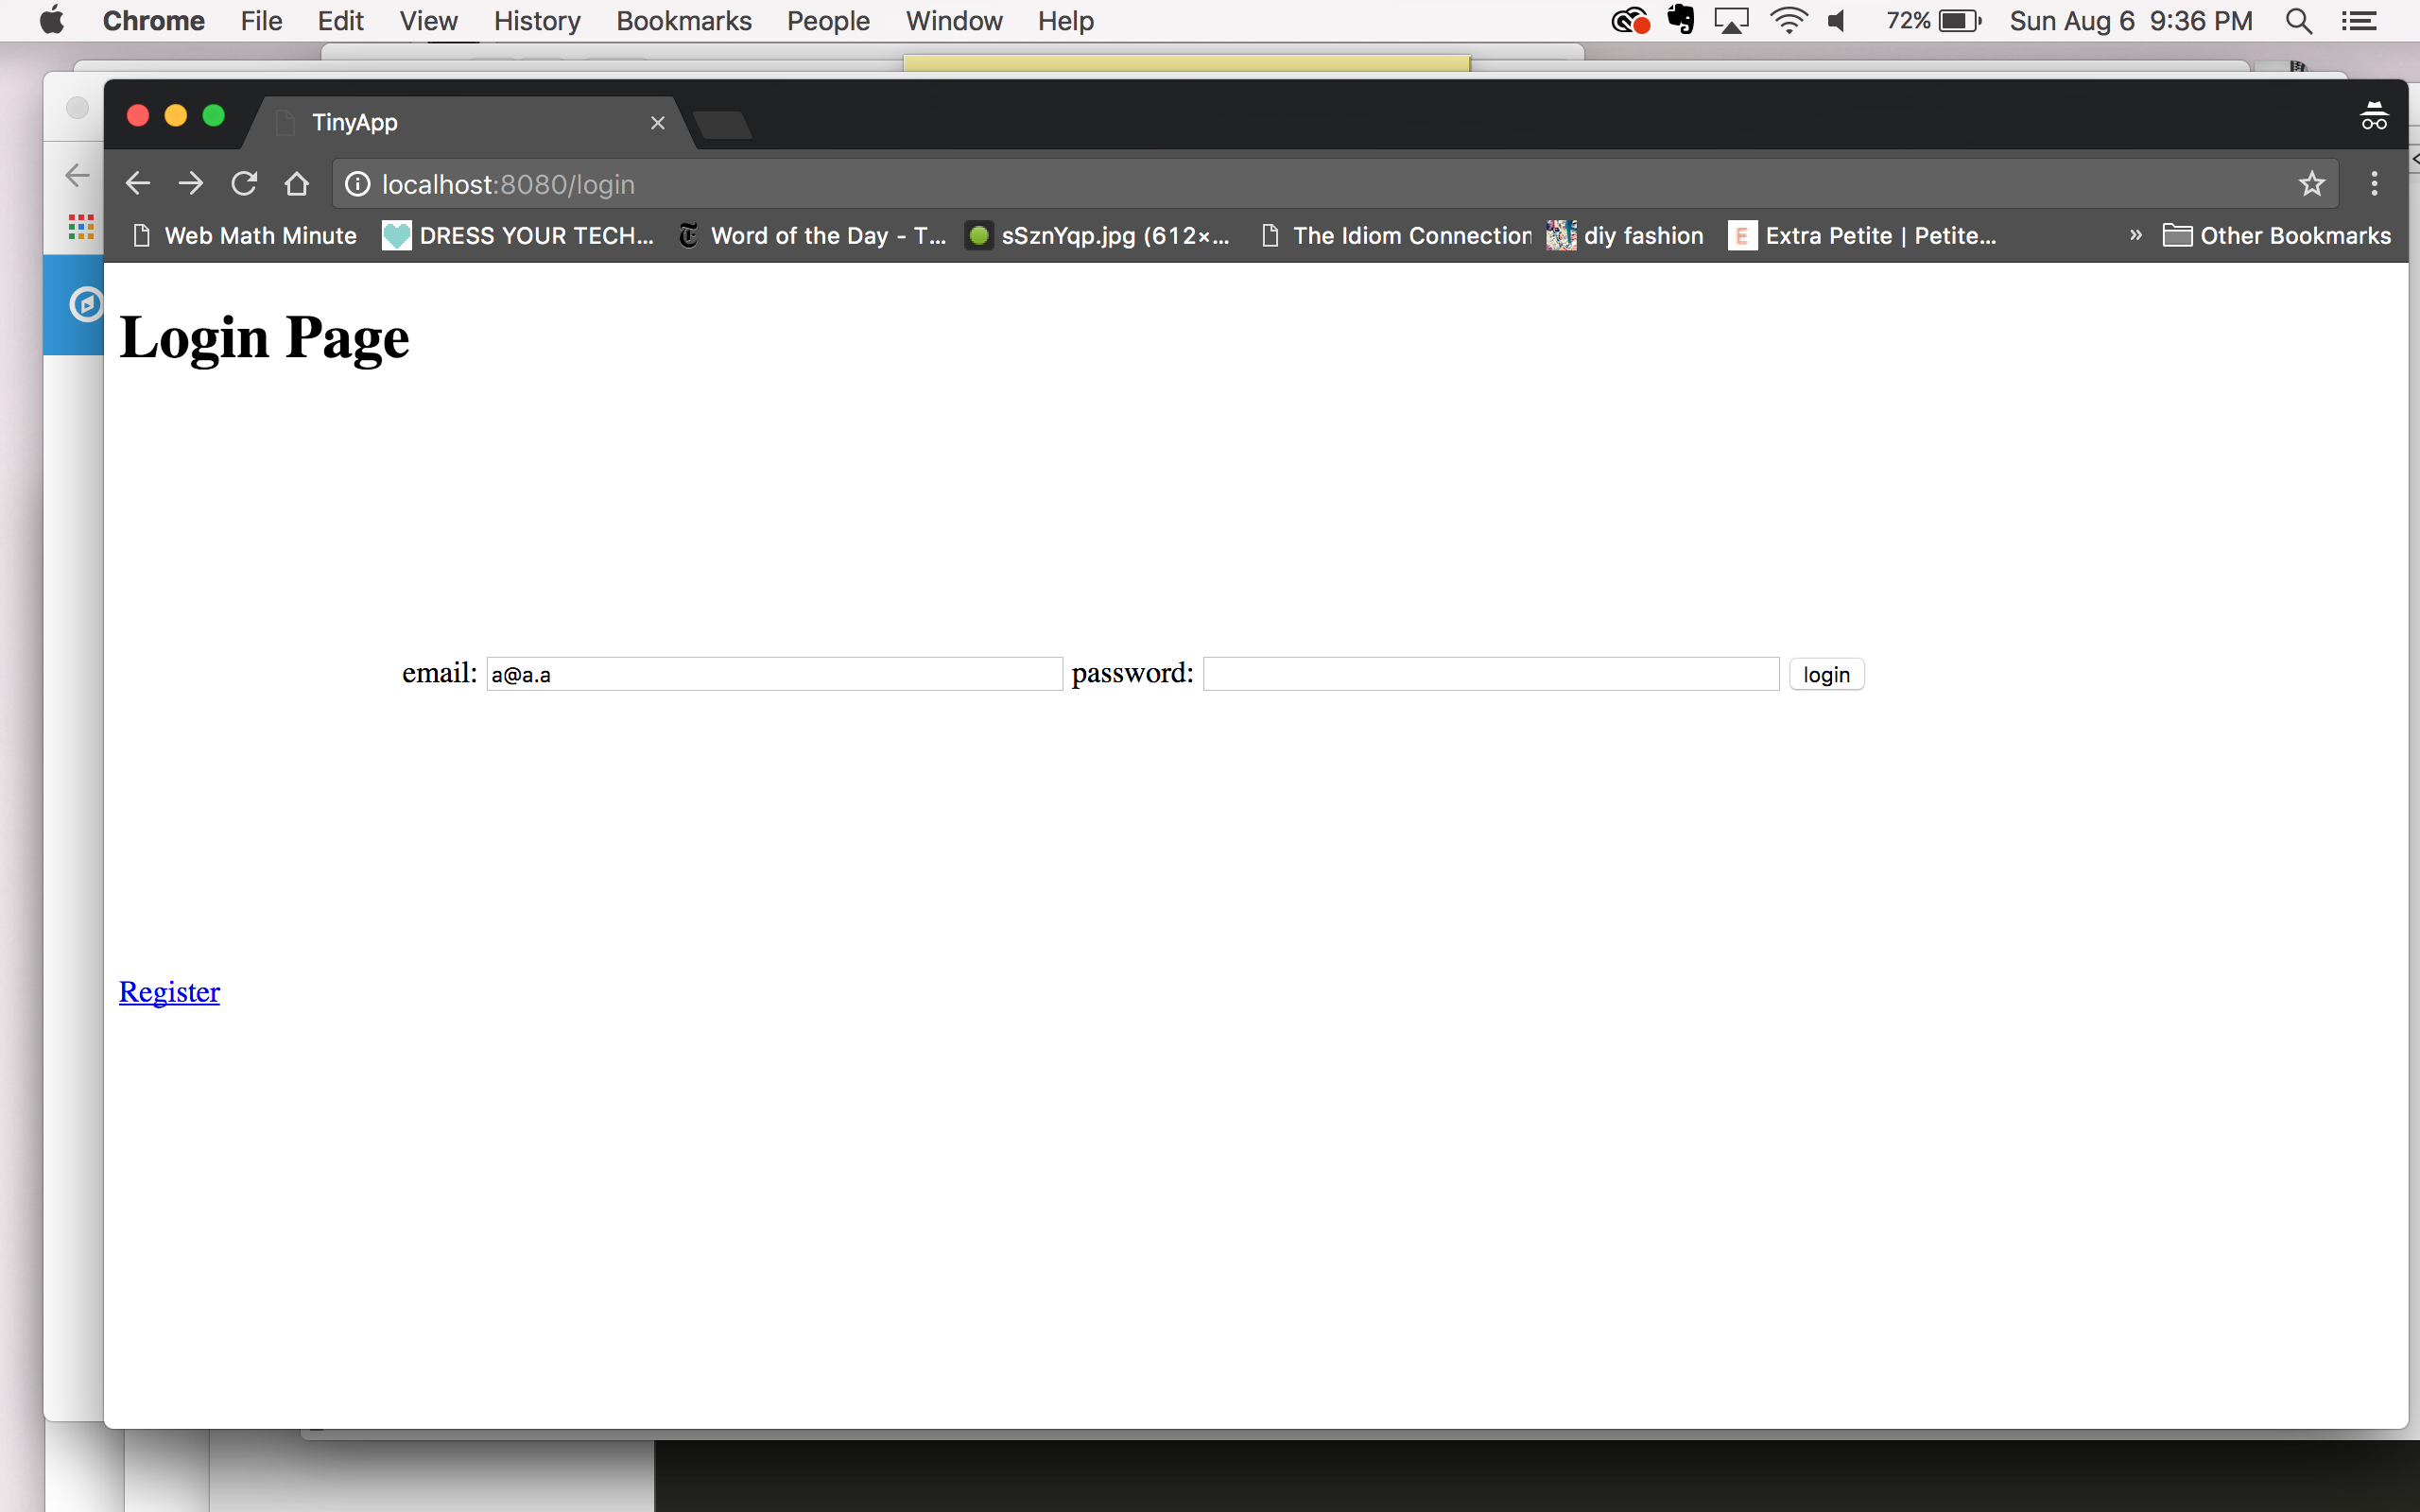 Chrome File Edit View History Bookmarks People Window Help 72% Sun Aug 6 9:36 PM
TinyApp
localhost:8080/login
Web Math Minute DRESS YOUR TECH... Word of the Day - T... sSznYqp.jpg (612×... The Idiom Connection diy fashion E Extra Petite | Petite... » Other Bookmarks
Login Page
email: a@a.a password: login
Register